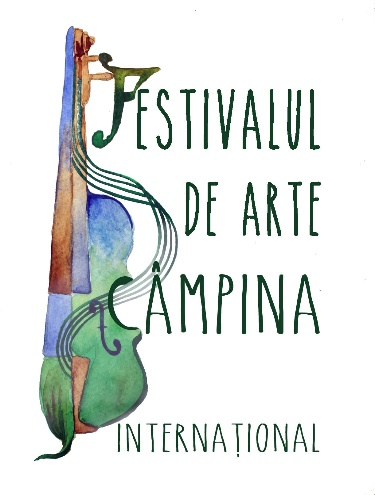 FESTIVALUL
DE ARTE
CÂMPINA
INTERNAȚIONAL